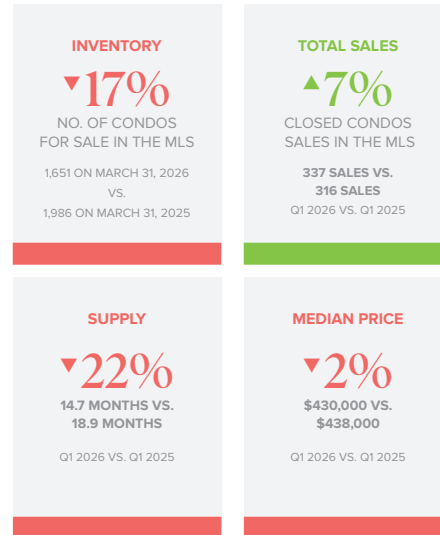 INVENTORY
▼17%
NO. OF CONDOS
FOR SALE IN THE MLS
1,651 ON MARCH 31, 2026
VS.
1,986 ON MARCH 31, 2025
TOTAL SALES
▲7%
CLOSED CONDOS
SALES IN THE MLS
337 SALES VS.
316 SALES
Q1 2026 VS. Q1 2025
SUPPLY
▼22%
14.7 MONTHS VS.
18.9 MONTHS
Q1 2026 VS. Q1 2025
MEDIAN PRICE
▼2%
$430,000 VS.
$438,000
Q1 2026 VS. Q1 2025